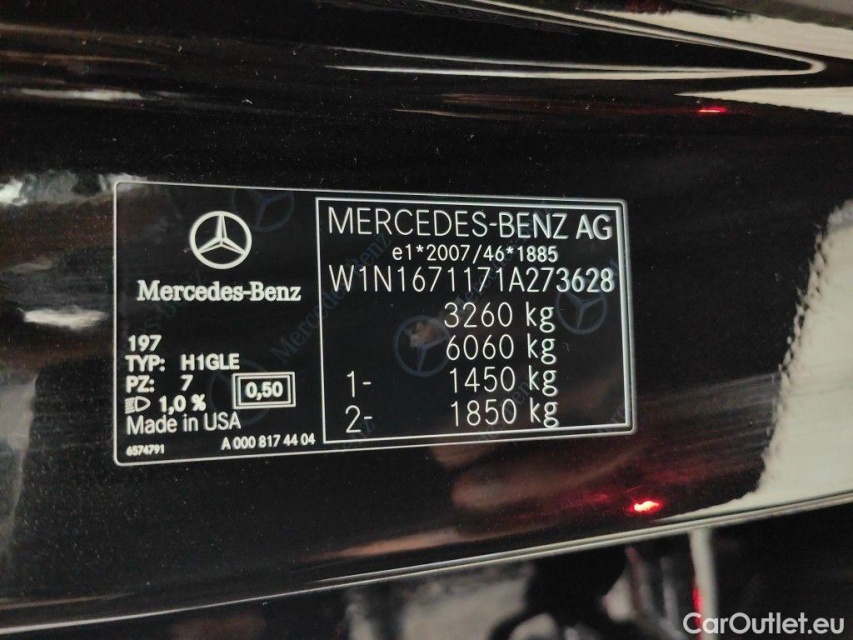 Mercedes-Benz
197
TYP: H1GLE
PZ: 7
0,50
1,0 %
Made in USA
6574791
A 000 817 44 04
MERCEDES-BENZ AG
e1*2007/46*1885
W1N1671171A273628
3260 kg
6060 kg
1- 1450 kg
2- 1850 kg
CarOutlet.eu